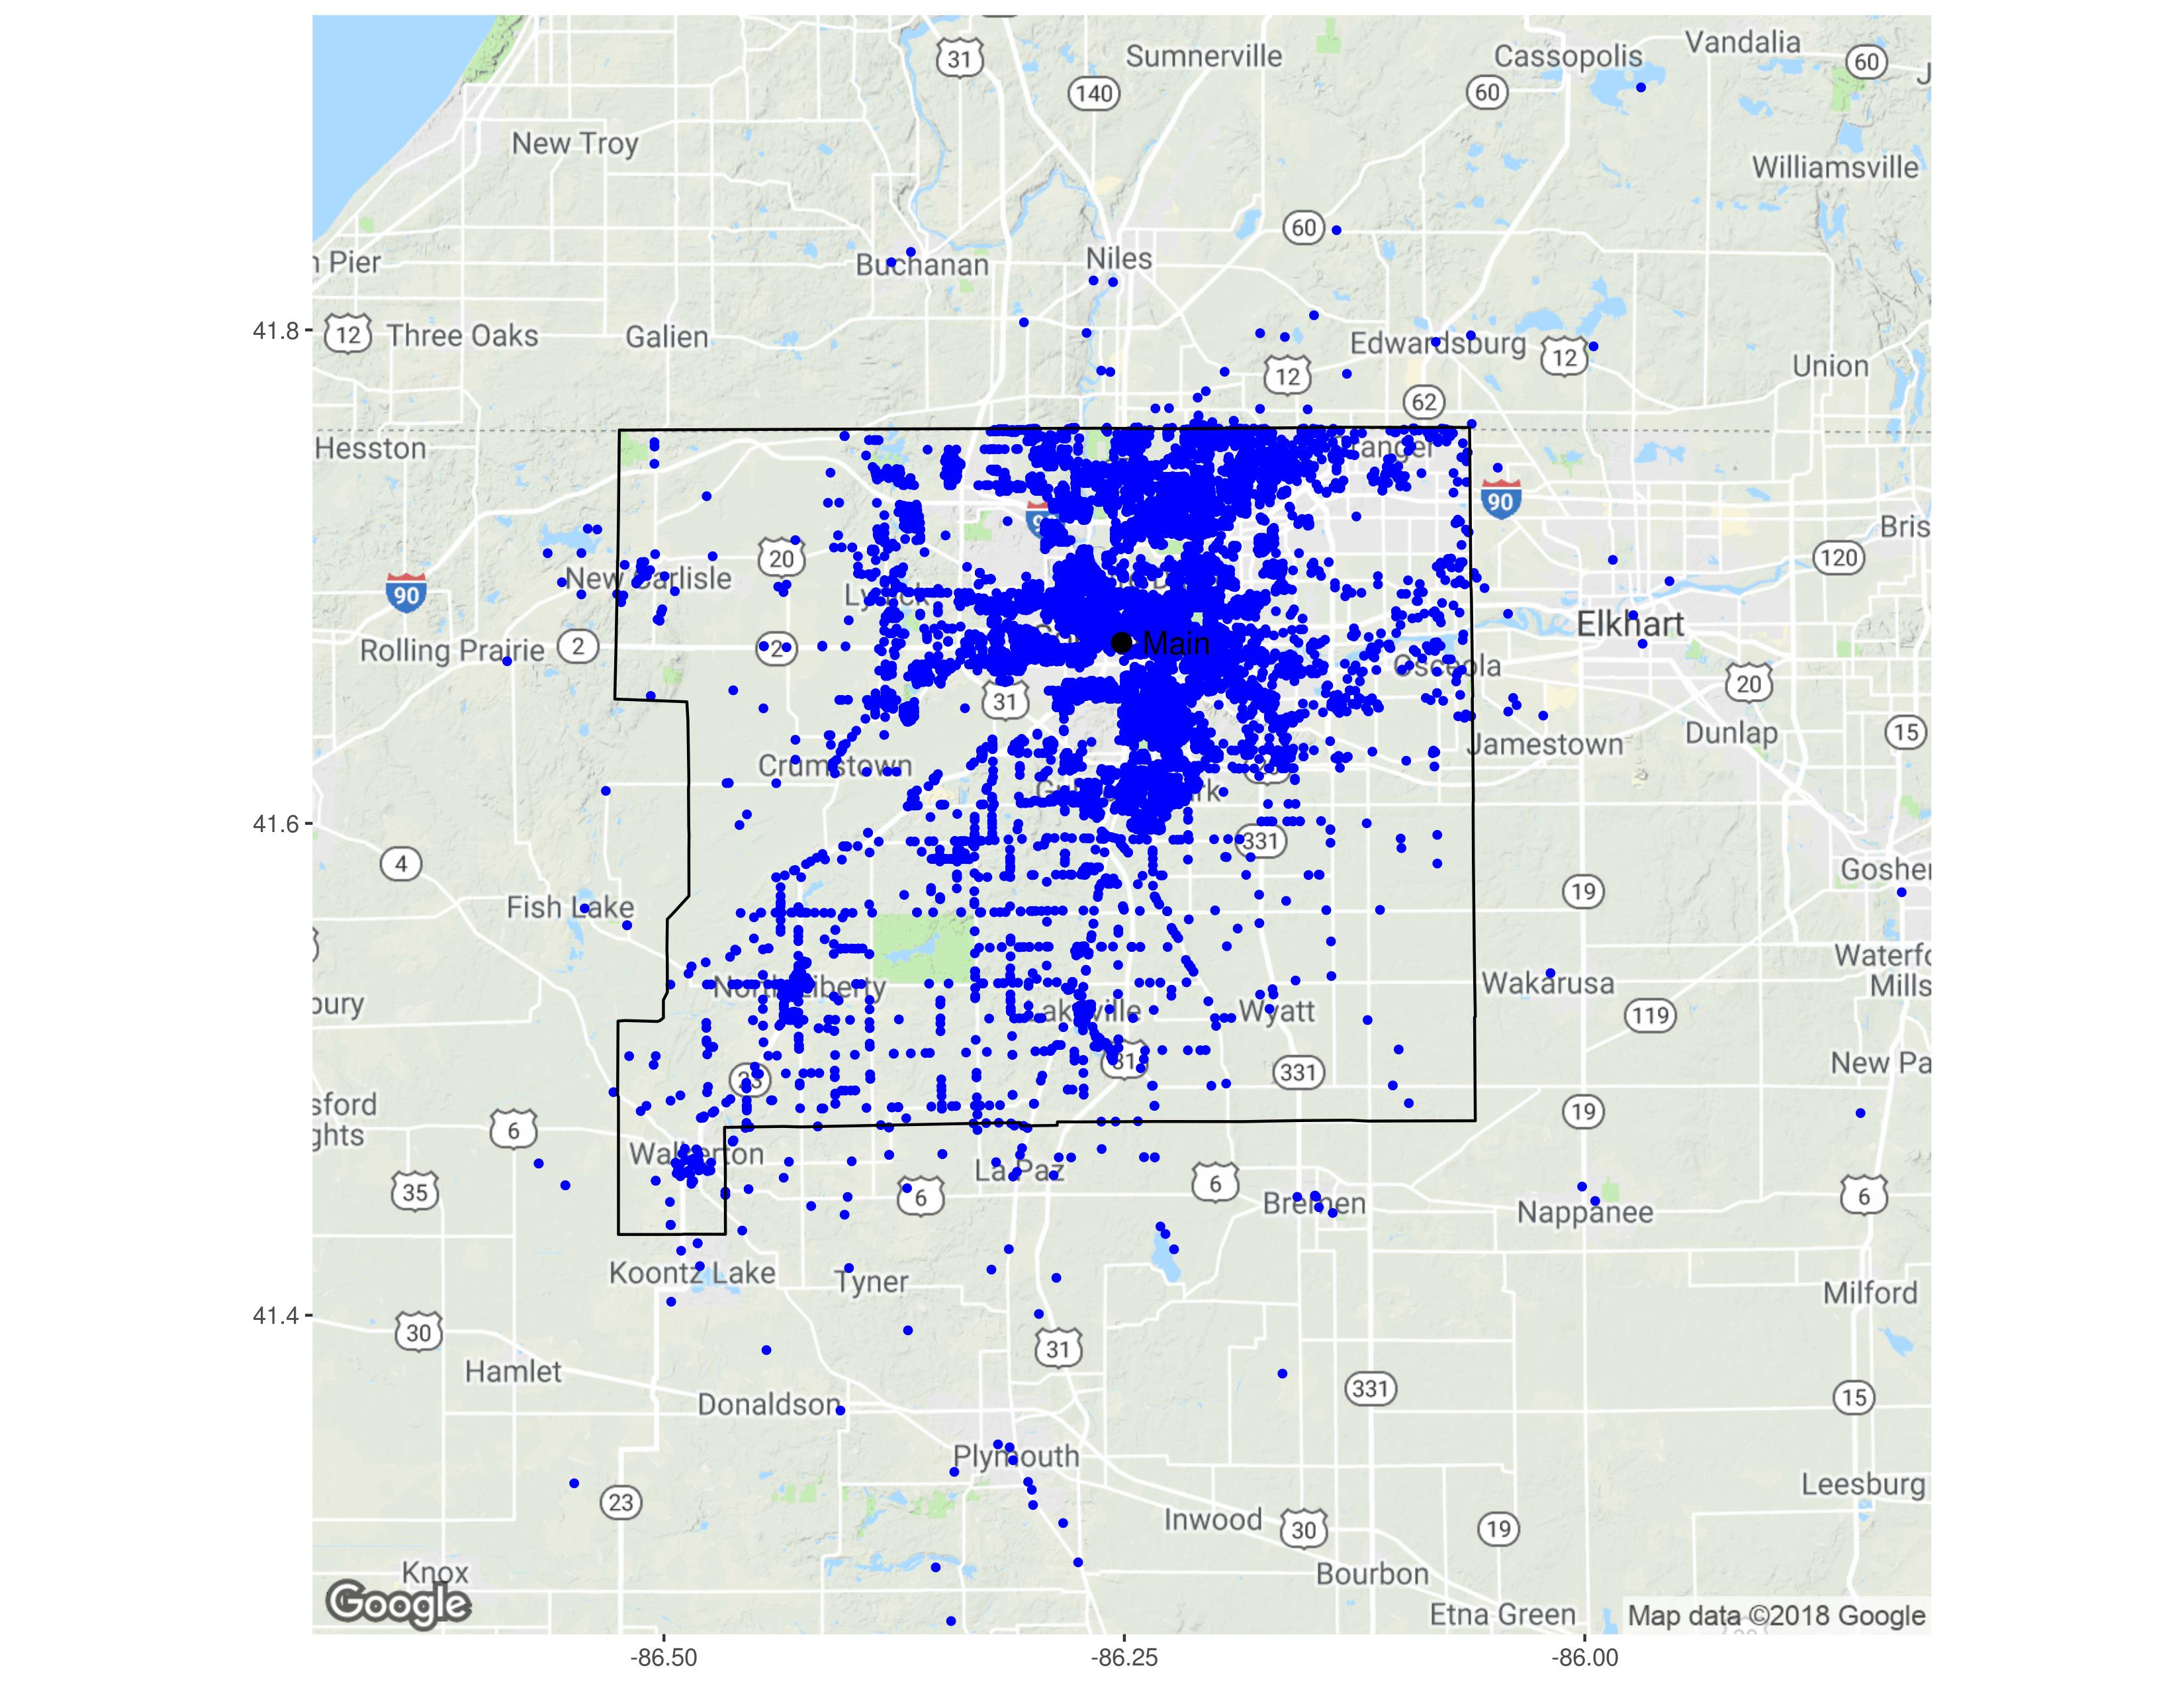 31
Sumnerville
Cassopolis
Vandalia
60
J
140
60
New Troy
Williamsville
60
n Pier
Buchanan
Niles
41.8
12
Three Oaks
Galien
Edwardsburg
12
12
Union
62
Hesston
anger
90
Bris
20
120
90
New Carlisle
Elkhart
Main
2
2
Rolling Prairie
Osceola
31
20
15
Jamestown
Dunlap
Crumstown
41.6
331
4
19
Goshen
Fish Lake
Waterfo
Mills
North Liberty
Wakarusa
bury
Lakeville
Wyatt
119
31
New Pa
23
331
sford
ghts
19
6
Walkerton
La Paz
35
6
6
6
Bremen
Nappanee
Koontz Lake
Tyner
Milford
41.4
30
31
Hamlet
331
15
Donaldson
Plymouth
Leesburg
23
Inwood
30
19
Knox
Bourbon
Google
Etna Green
Map data ©2018 Google
-86.50
-86.25
-86.00